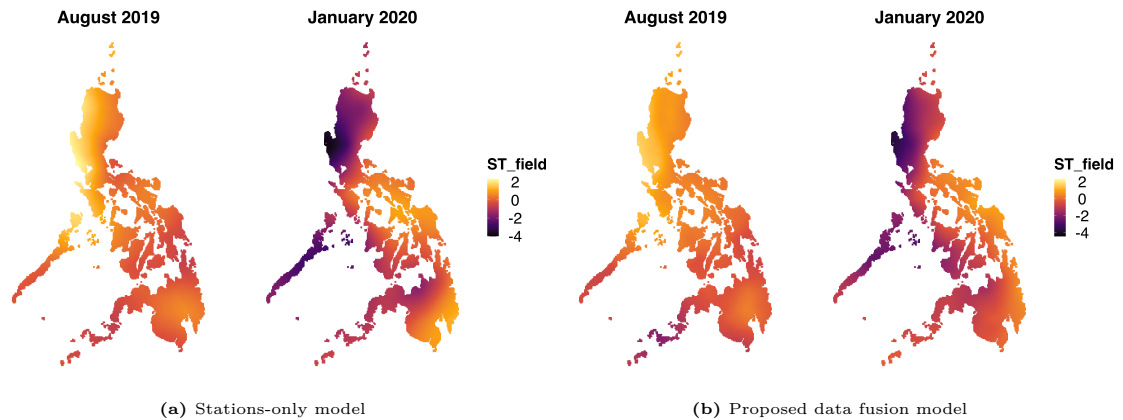 August 2019
January 2020
ST_field
2
0
-2
-4
(a) Stations-only model
August 2019
January 2020
ST_field
2
0
-2
-4
(b) Proposed data fusion model